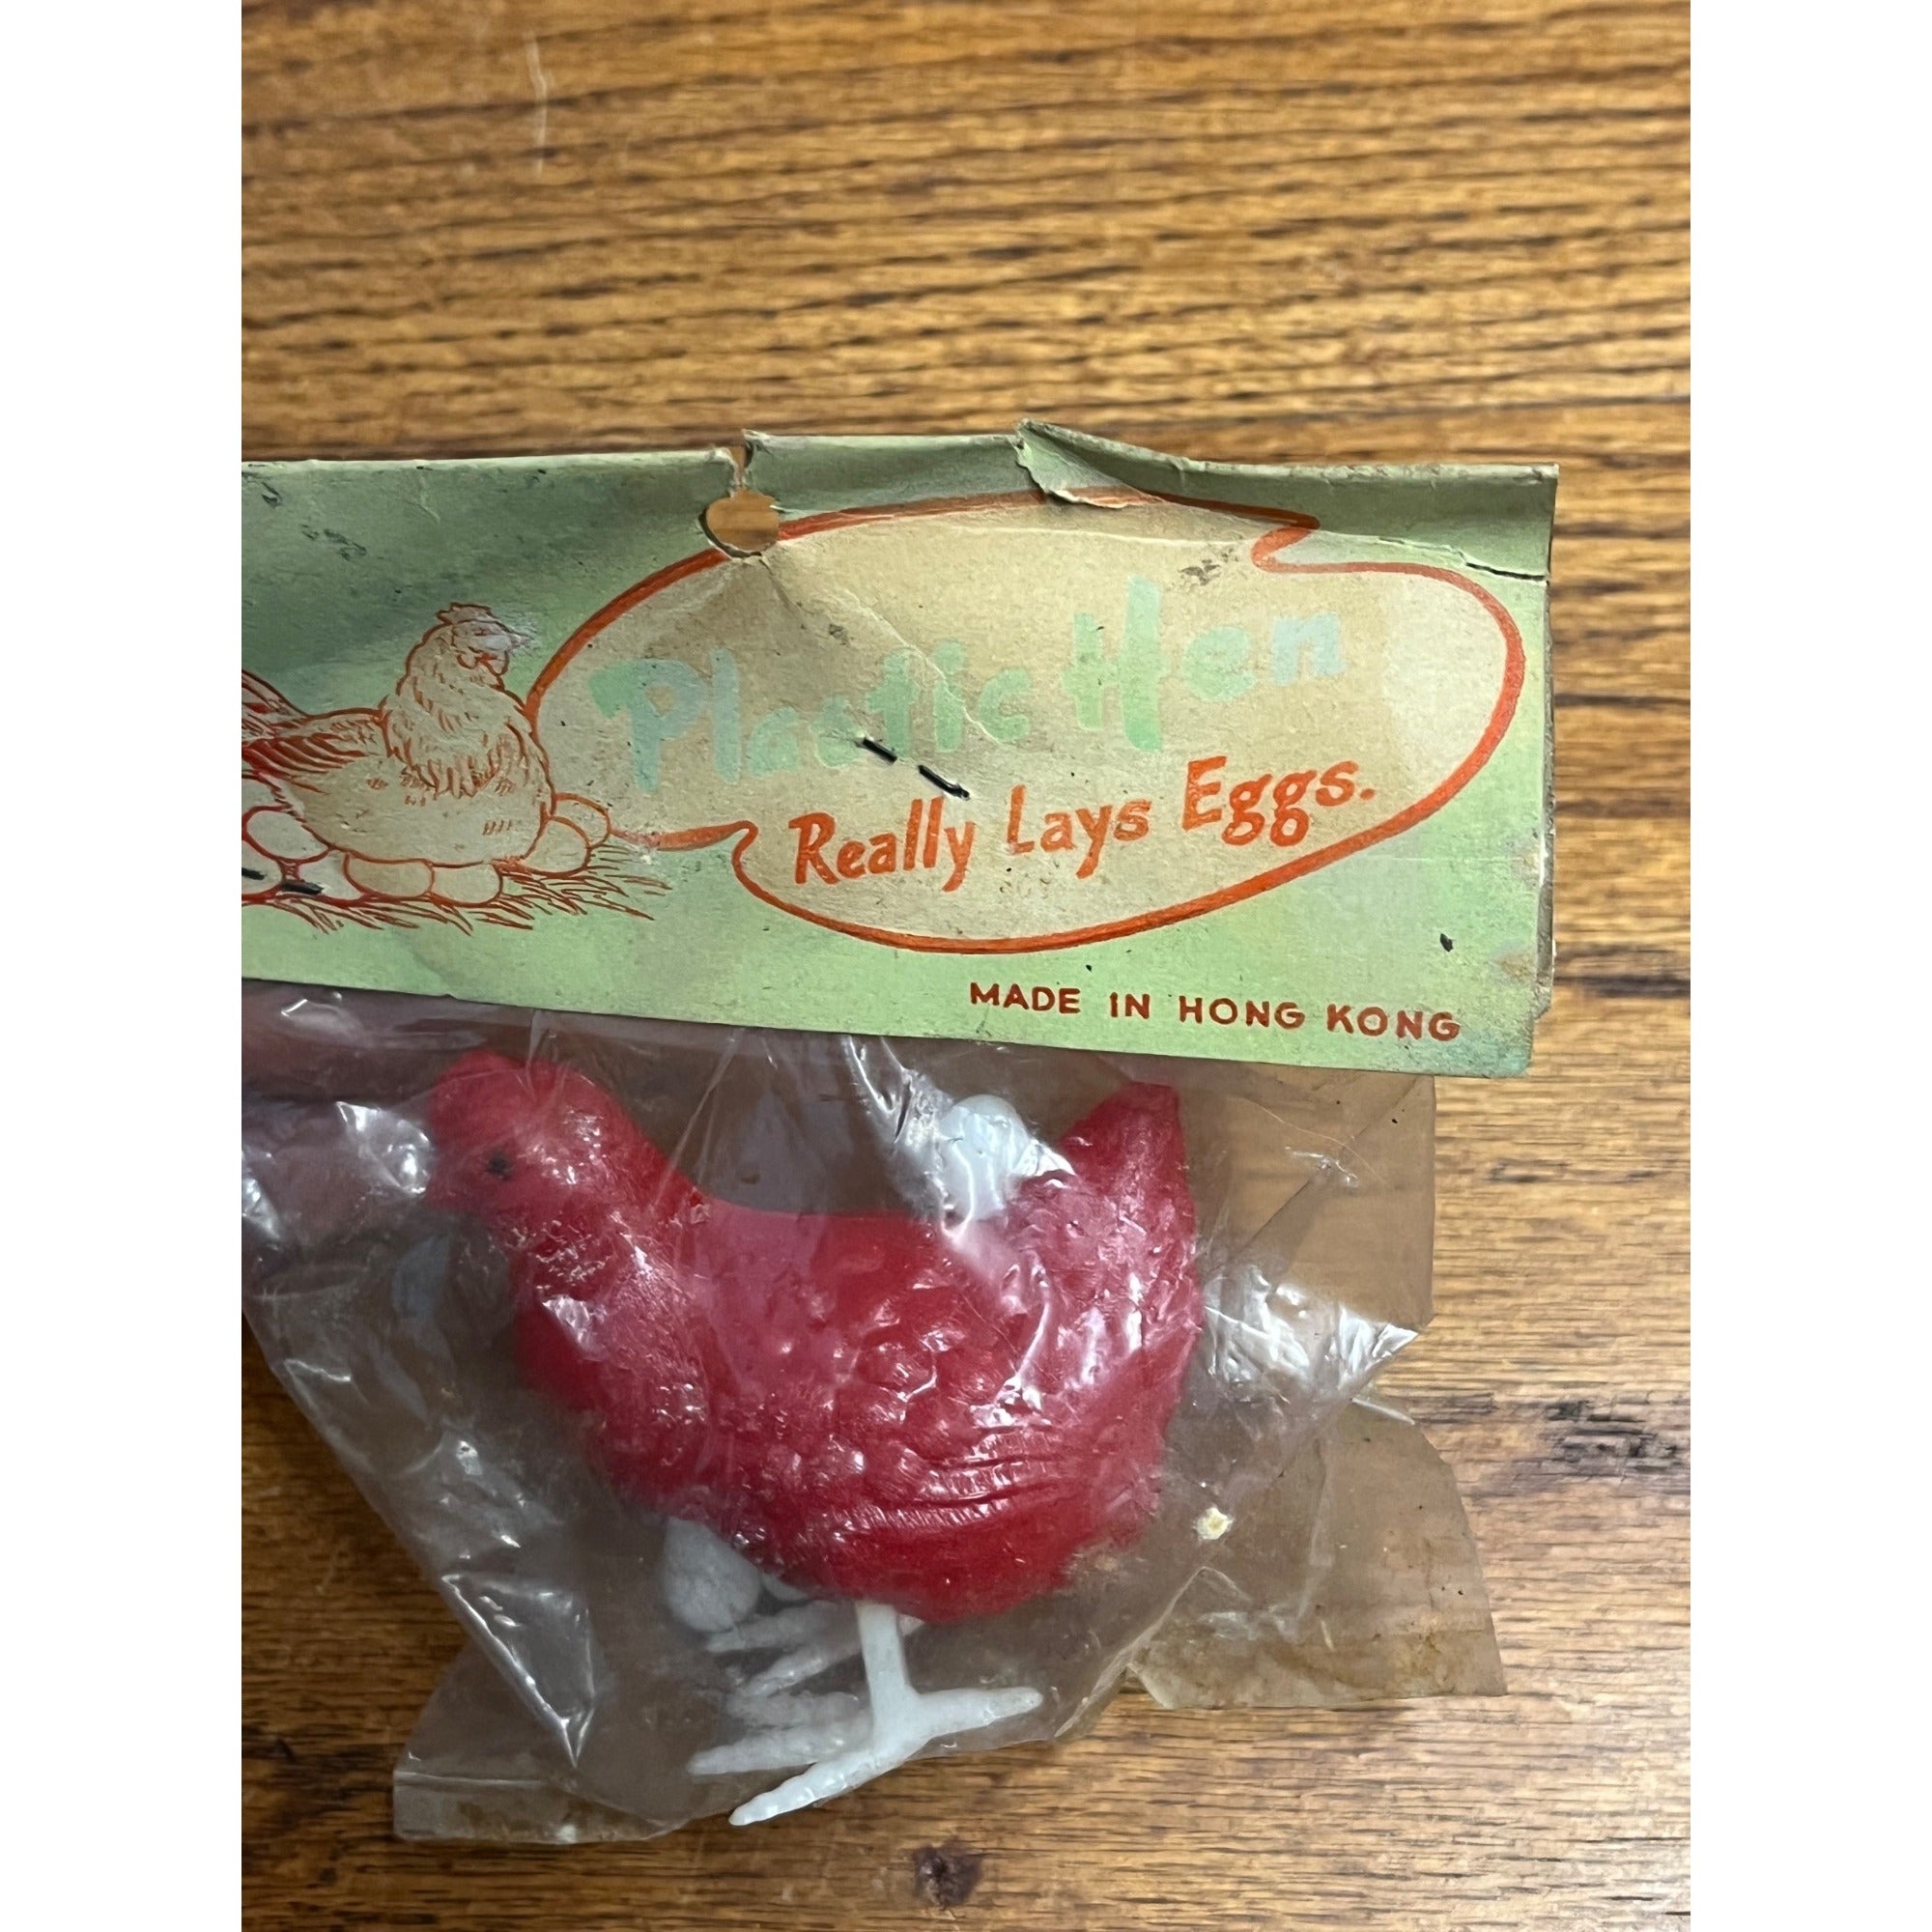 Plastic Hen
Really Lays Eggs.
MADE IN HONG KONG